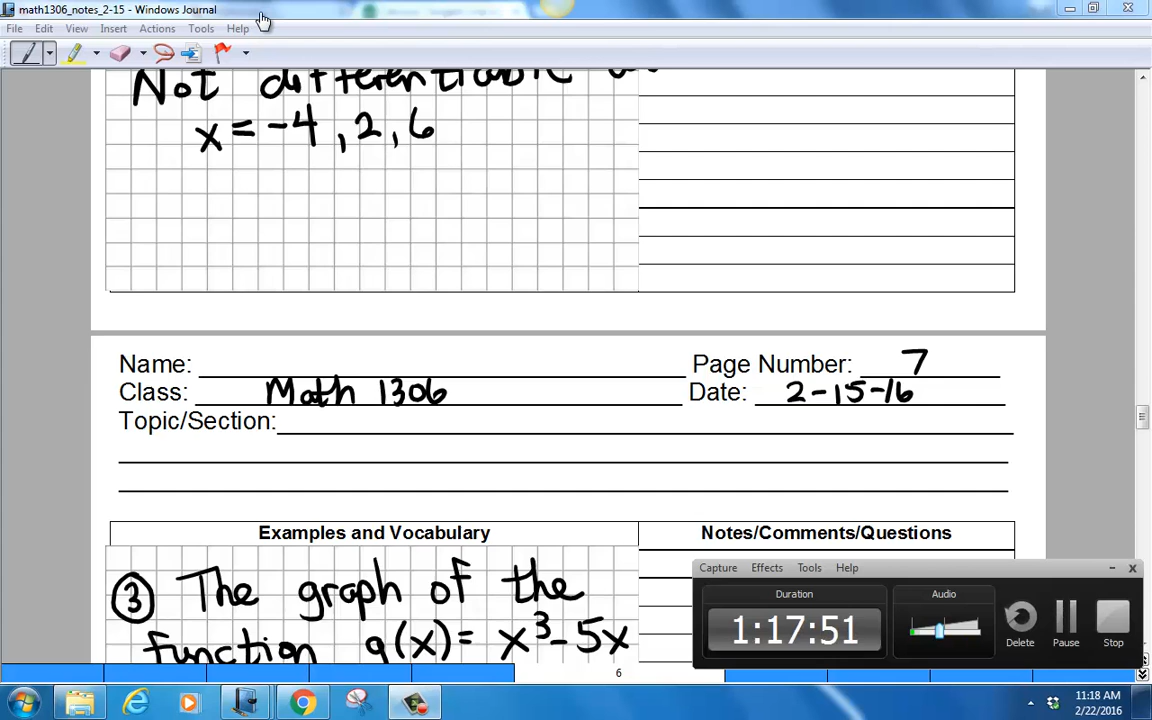 math1306_notes_2-15 - Windows Journal
File Edit View Insert Actions Tools Help
Not differentiable
x = -4, 2, 6
Name: Page Number: 7
Class: Math 1306 Date: 2-15-16
Topic/Section:
Examples and Vocabulary Notes/Comments/Questions
③ The graph of the
function g(x) = x³ - 5x
Capture Effects Tools Help
Duration Audio
1:17:51
Delete Pause Stop
6
11:18 AM
2/22/2016